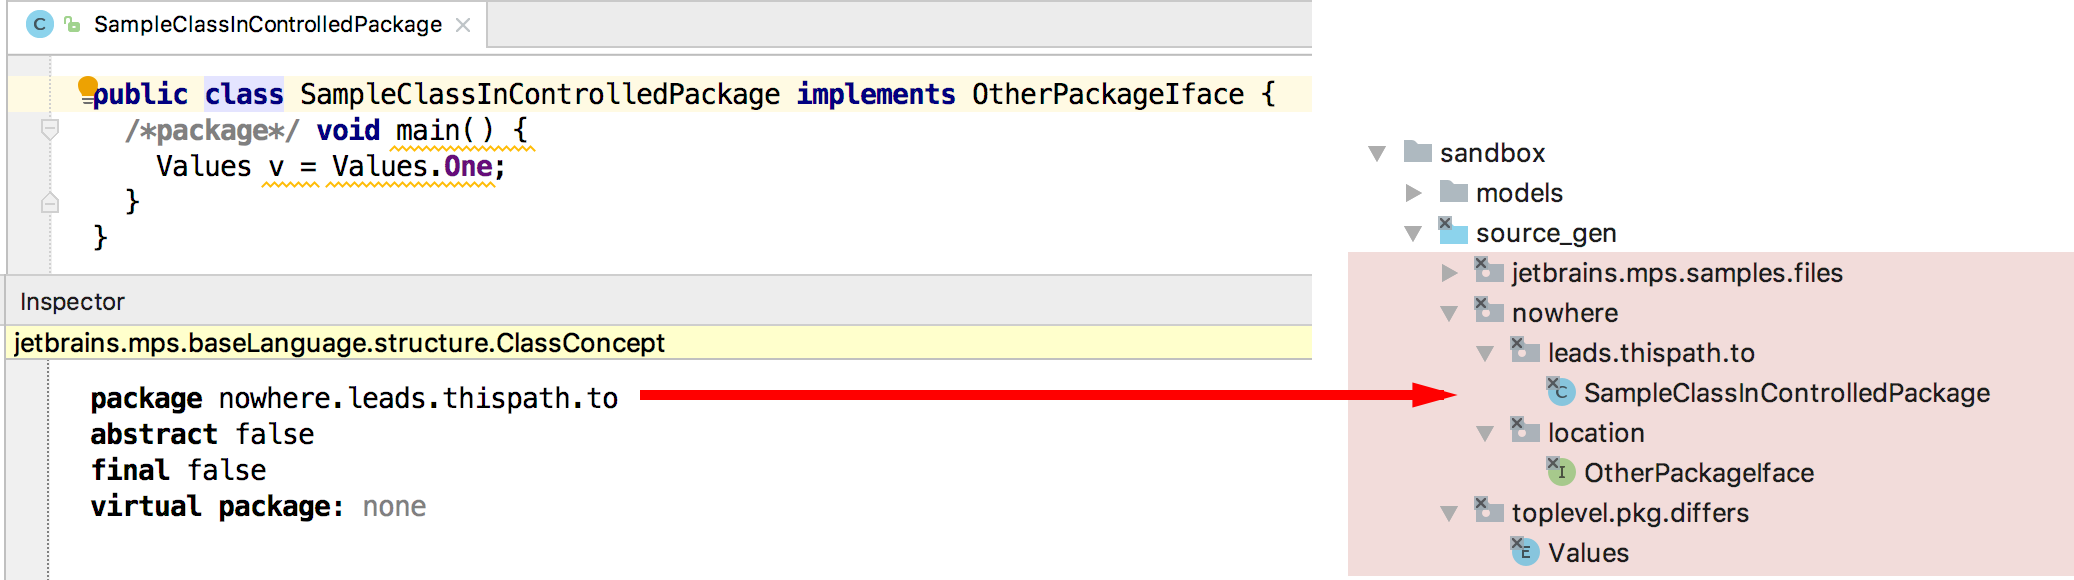 SampleClassInControlledPackage
public class SampleClassInControlledPackage implements OtherPackageIface {
/*package*/ void main() {
Values v = Values.One;
}
}
Inspector
jetbrains.mps.baseLanguage.structure.ClassConcept
package nowhere.leads.thispath.to
abstract false
final false
virtual package: none
sandbox
models
source_gen
jetbrains.mps.samples.files
nowhere
leads.thispath.to
SampleClassInControlledPackage
location
OtherPackageIface
toplevel.pkg.differs
Values